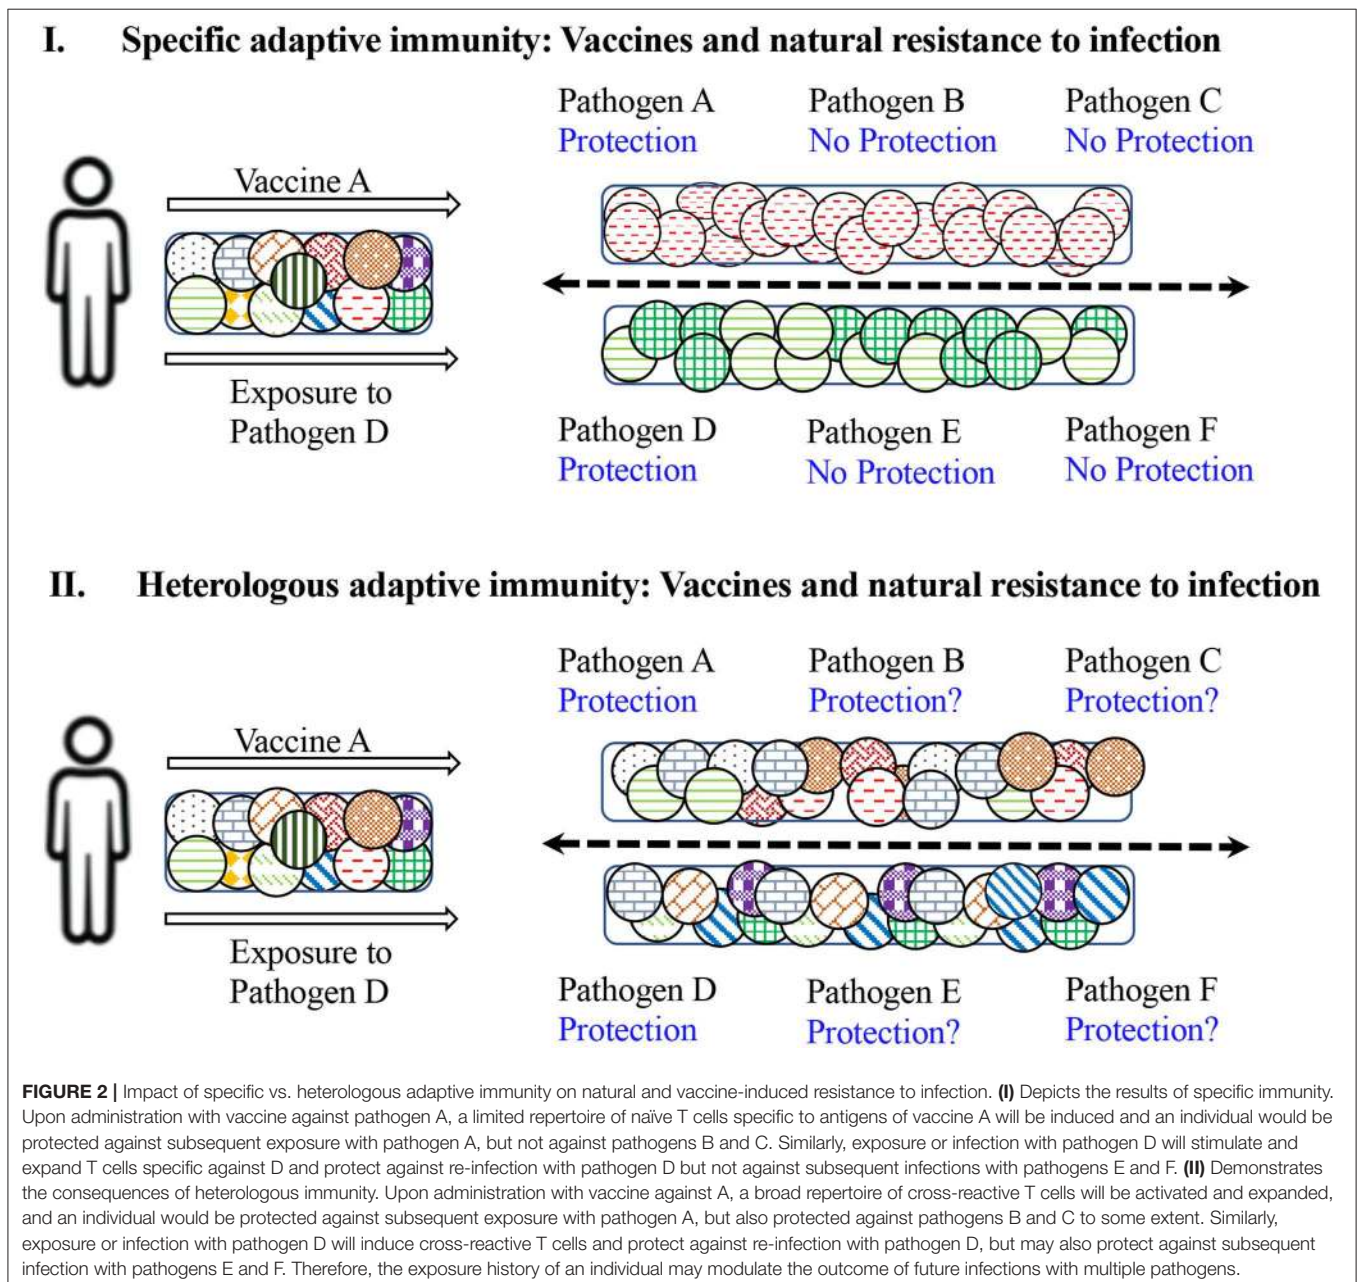 I. Specific adaptive immunity: Vaccines and natural resistance to infection
Pathogen A Pathogen B Pathogen C
Protection No Protection No Protection
Vaccine A
Exposure to
Pathogen D
Pathogen D Pathogen E Pathogen F
Protection No Protection No Protection
II. Heterologous adaptive immunity: Vaccines and natural resistance to infection
Pathogen A Pathogen B Pathogen C
Protection Protection? Protection?
Vaccine A
Exposure to
Pathogen D
Pathogen D Pathogen E Pathogen F
Protection Protection? Protection?
FIGURE 2 | Impact of specific vs. heterologous adaptive immunity on natural and vaccine-induced resistance to infection. (I) Depicts the results of specific immunity.
Upon administration with vaccine against pathogen A, a limited repertoire of naïve T cells specific to antigens of vaccine A will be induced and an individual would be
protected against subsequent exposure with pathogen A, but not against pathogens B and C. Similarly, exposure or infection with pathogen D will stimulate and
expand T cells specific against D and protect against re-infection with pathogen D but not against subsequent infections with pathogens E and F. (II) Demonstrates
the consequences of heterologous immunity. Upon administration with vaccine against A, a broad repertoire of cross-reactive T cells will be activated and expanded,
and an individual would be protected against subsequent exposure with pathogen A, but also protected against pathogens B and C to some extent. Similarly,
exposure or infection with pathogen D will induce cross-reactive T cells and protect against re-infection with pathogen D, but may also protect against subsequent
infection with pathogens E and F. Therefore, the exposure history of an individual may modulate the outcome of future infections with multiple pathogens.